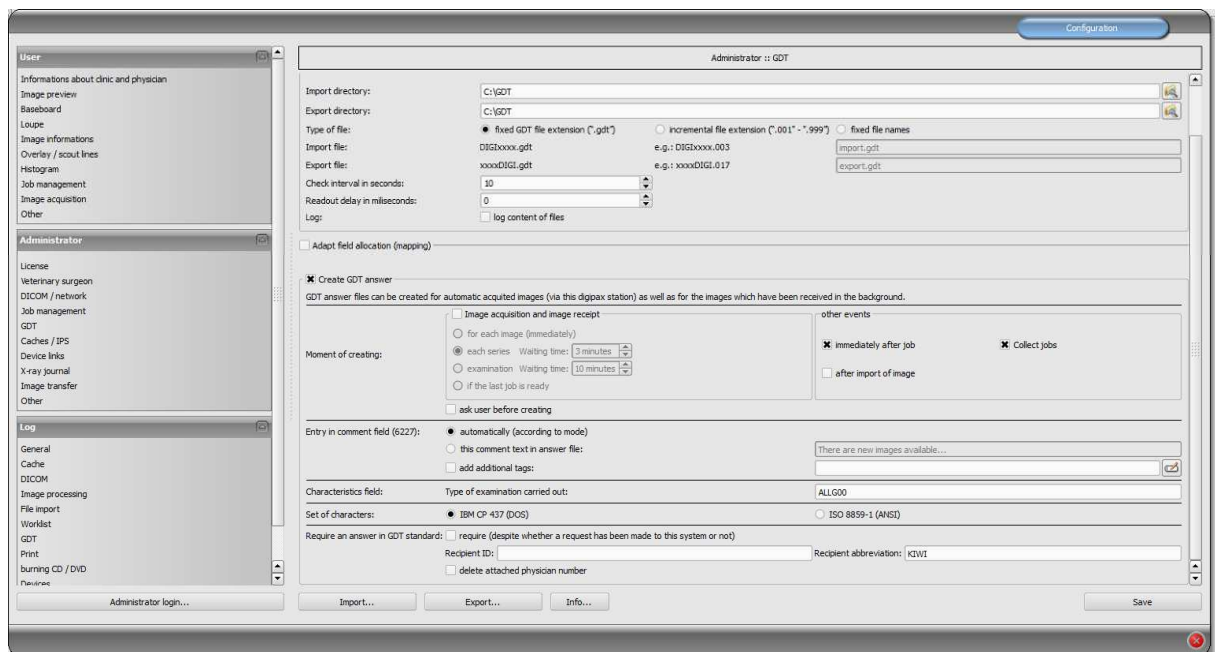 Configuration
User
Informations about clinic and physician
Image preview
Baseboard
Loupe
Image informations
Overlay / scout lines
Histogram
Job management
Image acquisition
Other
Administrator
License
Veterinary surgeon
DICOM / network
Job management
GDT
Caches / IPS
Device links
X-ray journal
Image transfer
Other
Log
General
Cache
DICOM
Image processing
File import
Worklist
GDT
Print
burning CD / DVD
Devices
Administrator login...
Administrator :: GDT
Import directory: C:\GDT
Export directory: C:\GDT
Type of file: fixed GDT file extension (".gdt") incremental file extension (".001" - ".999") fixed file names
Import file: DIGIxxxx.gdt e.g.: DIGIxxxx.003 import.gdt
Export file: xxxxDIGI.gdt e.g.: xxxxDIGI.017 export.gdt
Check interval in seconds: 10
Readout delay in miliseconds: 0
Log: log content of files
Adapt field allocation (mapping)
Create GDT answer
GDT answer files can be created for automatic acquited images (via this digipax station) as well as for the images which have been received in the background.
Moment of creating:
Image acquisition and image receipt
for each image (immediately)
each series Waiting time: 3 minutes
examination Waiting time: 10 minutes
if the last job is ready
other events
immediately after job Collect jobs
after import of image
ask user before creating
Entry in comment field (6227): automatically (according to mode)
this comment text in answer file: There are new images available...
add additional tags:
Characteristics field: Type of examination carried out: ALLG00
Set of characters: IBM CP 437 (DOS) ISO 8859-1 (ANSI)
Require an answer in GDT standard: require (despite whether a request has been made to this system or not)
Recipient ID: Recipient abbreviation: KIWI
delete attached physician number
Import... Export... Info... Save